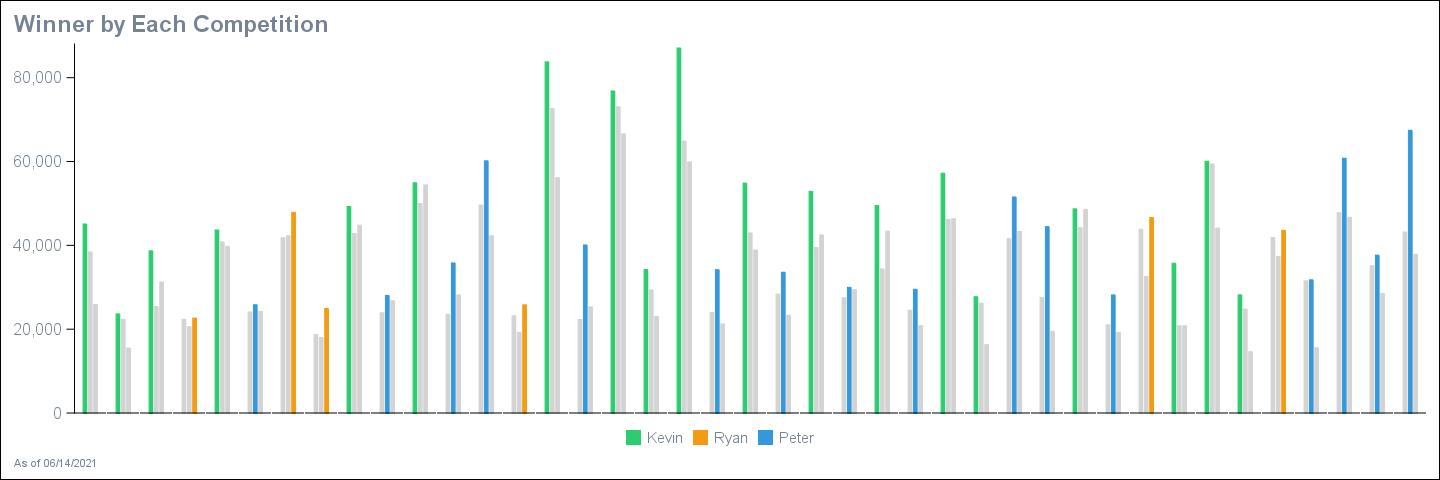 Winner by Each Competition
80,000
60,000
40,000
20,000
0
Kevin Ryan Peter
As of 06/14/2021